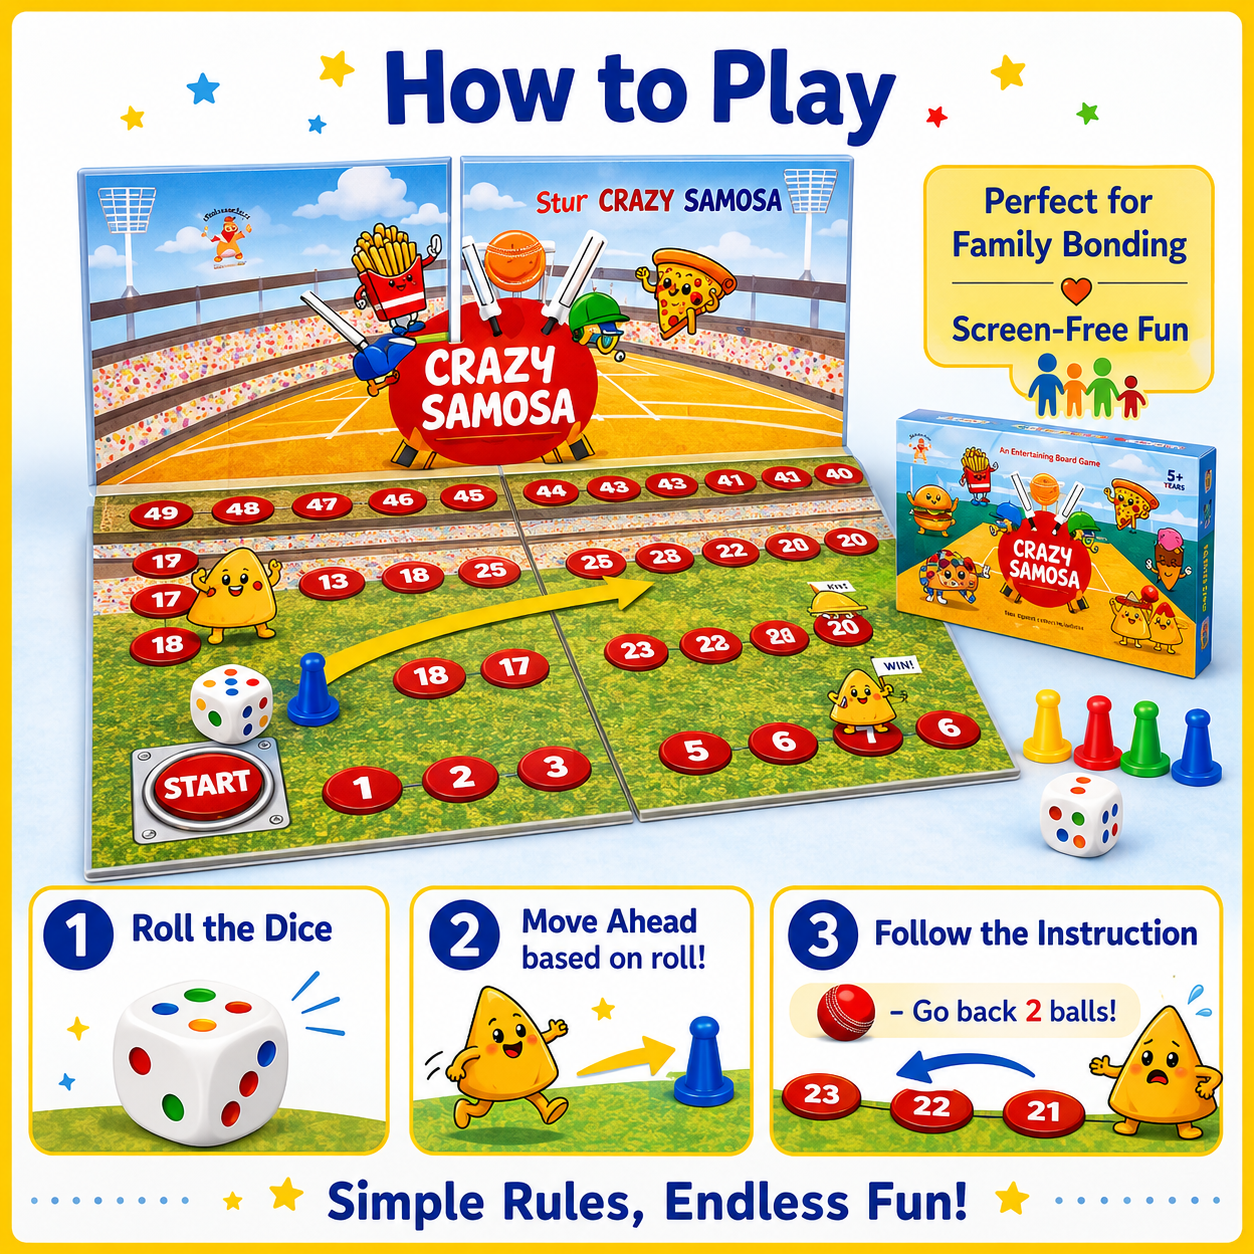 How to Play
Stur CRAZY SAMOSA
CRAZY
SAMOSA
Perfect for
Family Bonding
Screen-Free Fun
An Entertaining Board Game
5+
YEARS
CRAZY
SAMOSA
49 48 47 46 45 44 43 43 41 41 40
19 13 18 25 25 28 22 20 20
17
18 18 17 23 22 28 20
WIN!
START 1 2 3 5 6 1 6
1 Roll the Dice
2 Move Ahead
based on roll!
3 Follow the Instruction
– Go back 2 balls!
23 22 21
Simple Rules, Endless Fun!